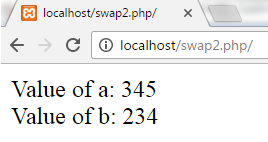 localhost/swap2.php/
localhost/swap2.php/
Value of a: 345
Value of b: 234